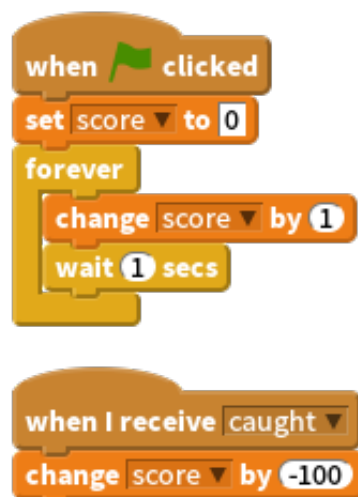 when clicked
set score to 0
forever
change score by 1
wait 1 secs
when I receive caught
change score by -100